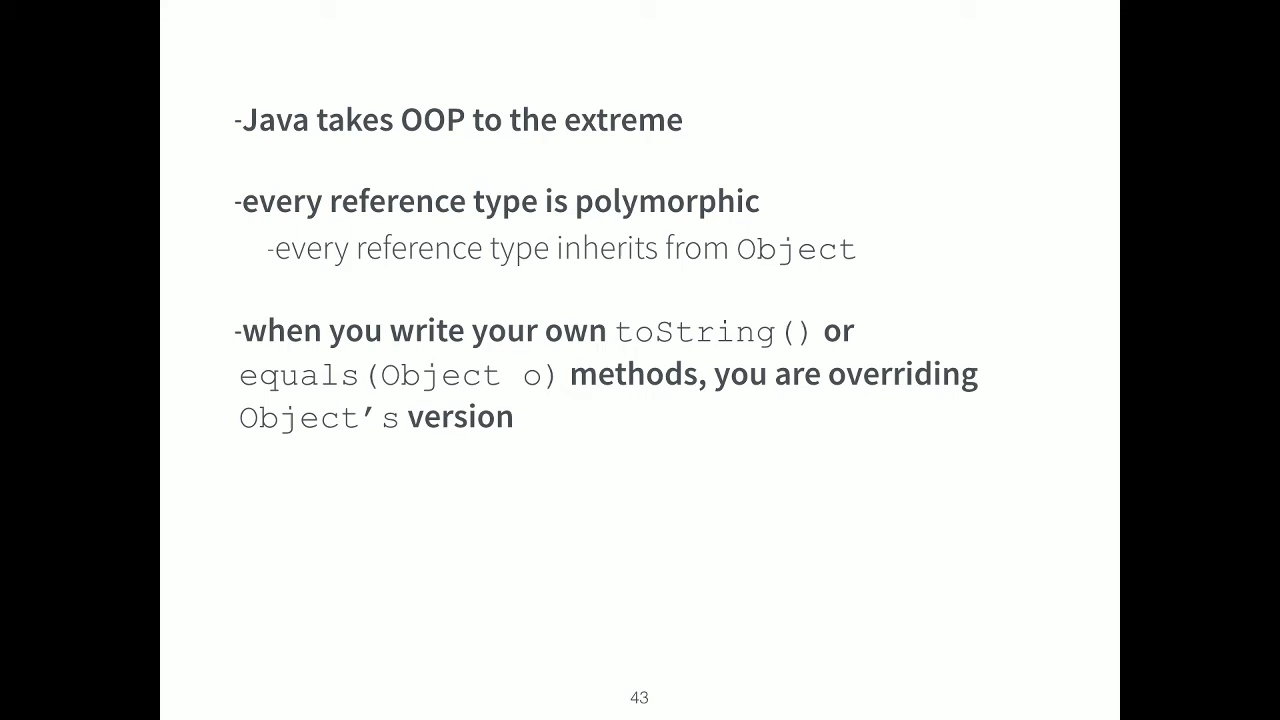 -Java takes OOP to the extreme
-every reference type is polymorphic
-every reference type inherits from Object
-when you write your own toString() or
equals(Object o) methods, you are overriding
Object’s version
43